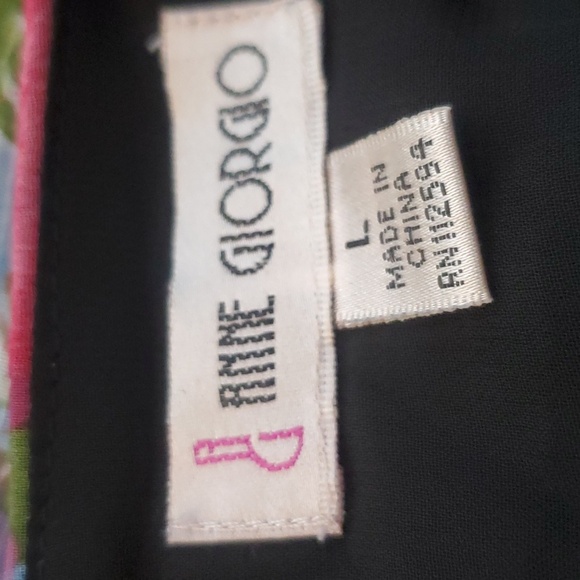 ANNE GIORGIO
L
MADE IN
CHINA
RN112594